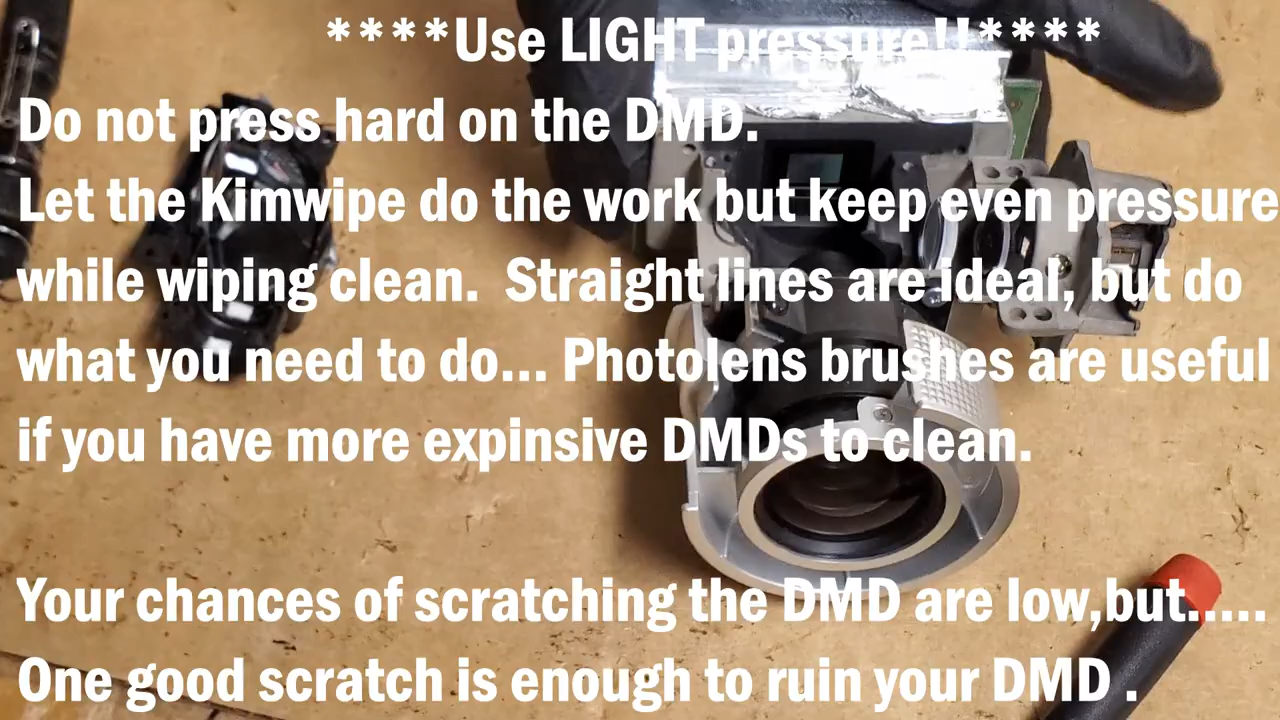 ****Use LIGHT pressure!!****
Do not press hard on the DMD.
Let the Kimwipe do the work but keep even pressure
while wiping clean.  Straight lines are ideal, but do
what you need to do... Photolens brushes are useful
if you have more expinsive DMDs to clean.
Your chances of scratching the DMD are low,but.....
One good scratch is enough to ruin your DMD .